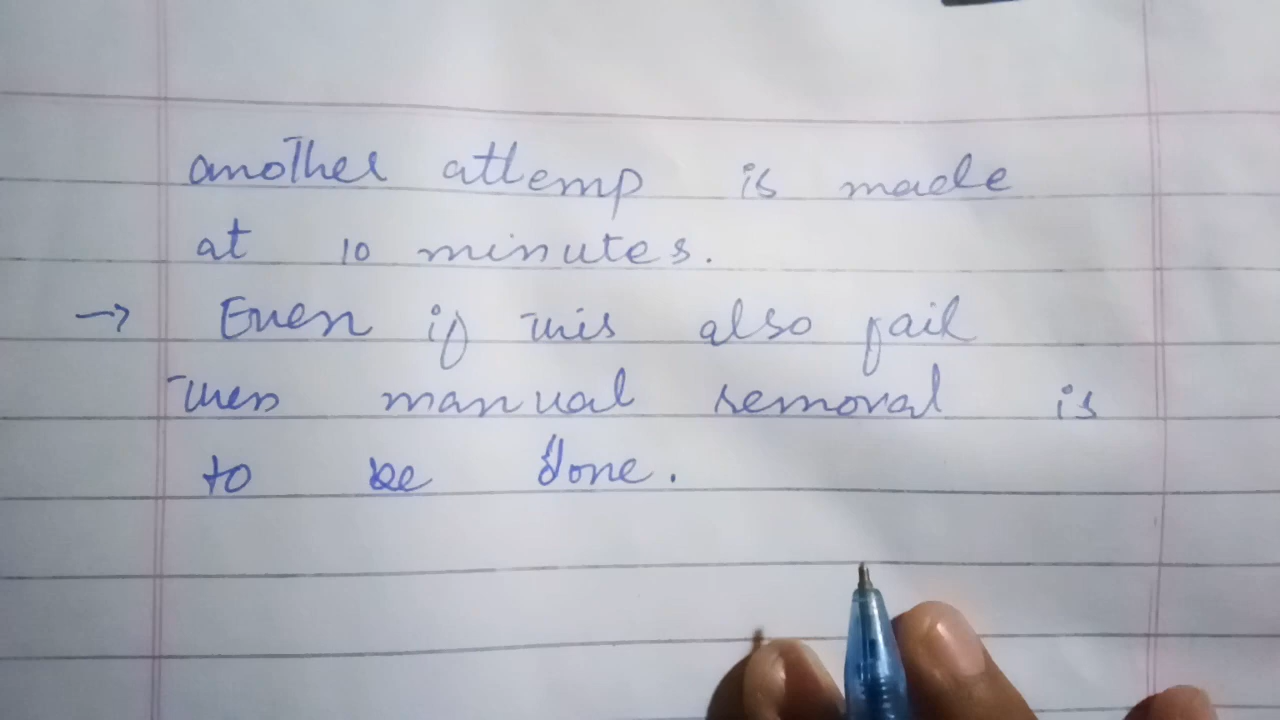 another attemp is made
at 10 minutes.
→ Even if this also fail
then manual removal is
to be done.